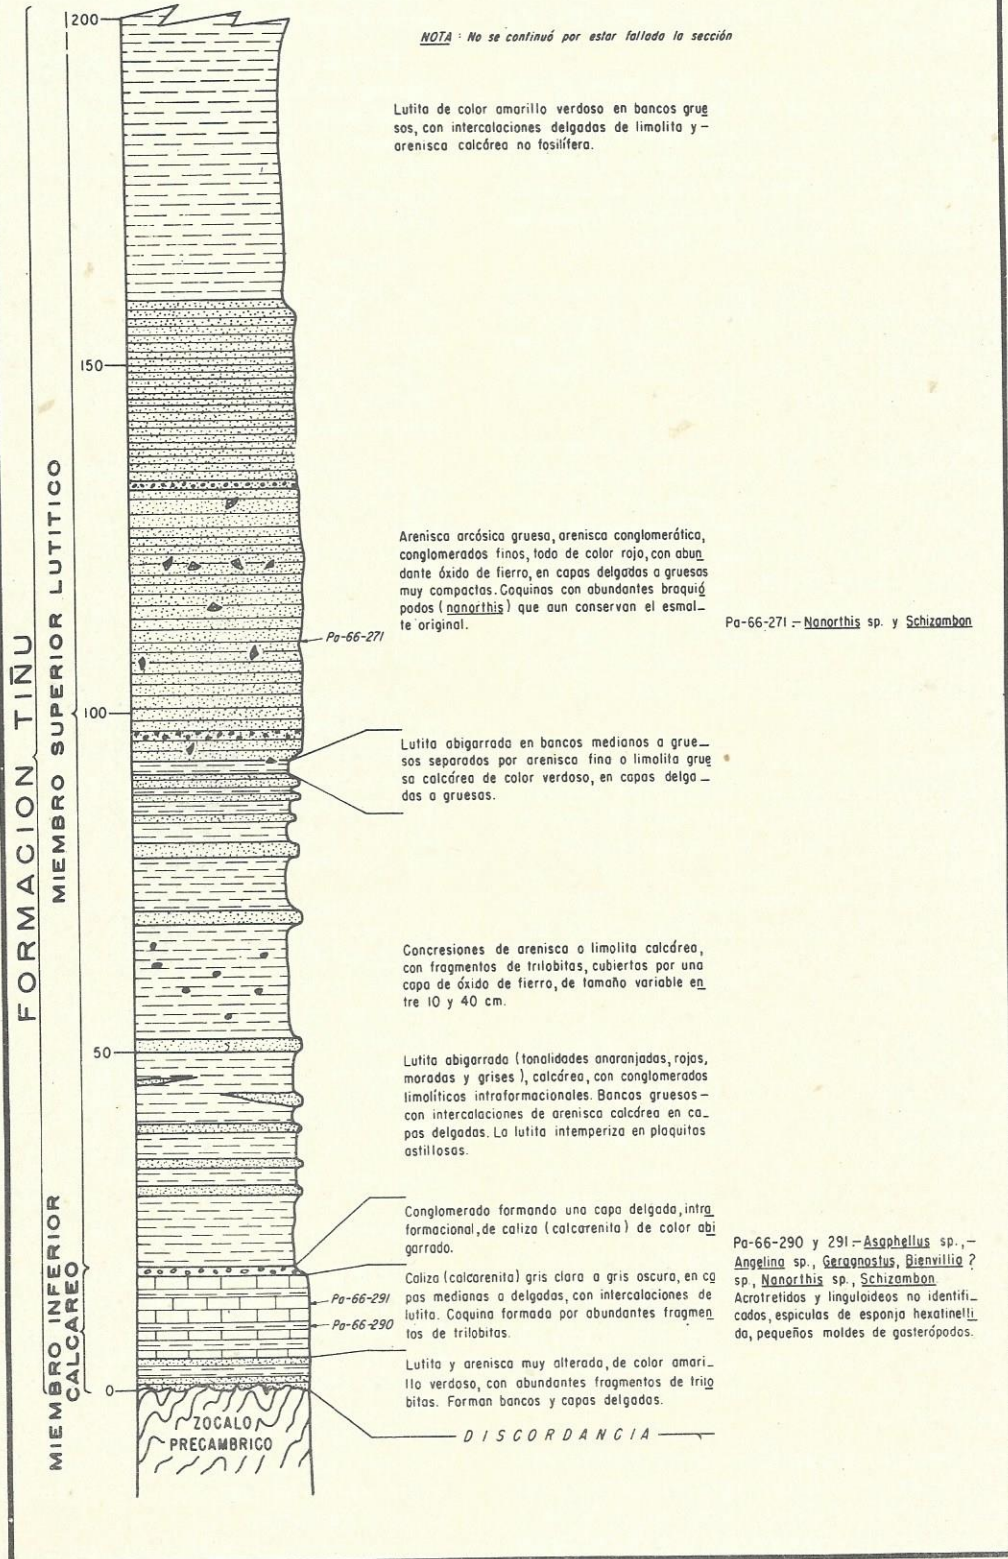 200
NOTA : No se continuó por estar fallada la sección
Lutita de color amarillo verdoso en bancos grue
sos, con intercalaciones delgadas de limolita y –
arenisca calcárea no fosilífera.
150
Arenisca arcósica gruesa, arenisca conglomerática,
conglomerados finos, todo de color rojo, con abun
dante óxido de fierro, en capas delgadas a gruesas
muy compactas. Coquinas con abundantes braquió
podos (nanorthis) que aun conservan el esmal_
te original.
Pa-66-271
Pa-66-271 .– Nanorthis sp. y Schizambon
100
Lutita abigarrada en bancos medianos a grue_
sos separados por arenisca fina o limolita grue
sa calcárea de color verdoso, en capas delga _
das a gruesas.
Concresiones de arenisca o limolita calcárea,
con fragmentos de trilobitas, cubiertas por una
capa de óxido de fierro, de tamaño variable en
tre 10 y 40 cm.
50
Lutita abigarrada (tonalidades anaranjadas, rojas,
moradas y grises), calcárea, con conglomerados
limolíticos intraformacionales. Bancos gruesos –
con intercalaciones de arenisca calcárea en ca_
pas delgadas. La lutita intemperiza en plaquitas
astillosas.
Conglomerado formando una capa delgada, intra
formacional, de caliza (calcarenita) de color abi
garrado.
Caliza (calcarenita) gris clara a gris oscura, en ca
pas medianas a delgadas, con intercalaciones de
lutita. Coquina formada por abundantes fragmen
tos de trilobitas.
Pa-66-291
Pa-66-290
Pa-66-290 y 291 .– Asaphellus sp., –
Angelina sp., Geragnostus, Bienvillia ?
sp., Nanorthis sp., Schizambon.
Acrotretidos y linguloideos no identifi_
cados, espiculas de esponja hexatineli
da, pequeños moldes de gasterópodos.
Lutita y arenisca muy alterada, de color amari_
llo verdoso, con abundantes fragmentos de trilo
bitas. Forman bancos y capas delgados.
0
DISCORDANCIA
ZOCALO
PRECAMBRICO
FORMACION TIÑU
MIEMBRO SUPERIOR LUTITICO
MIEMBRO INFERIOR
CALCAREO